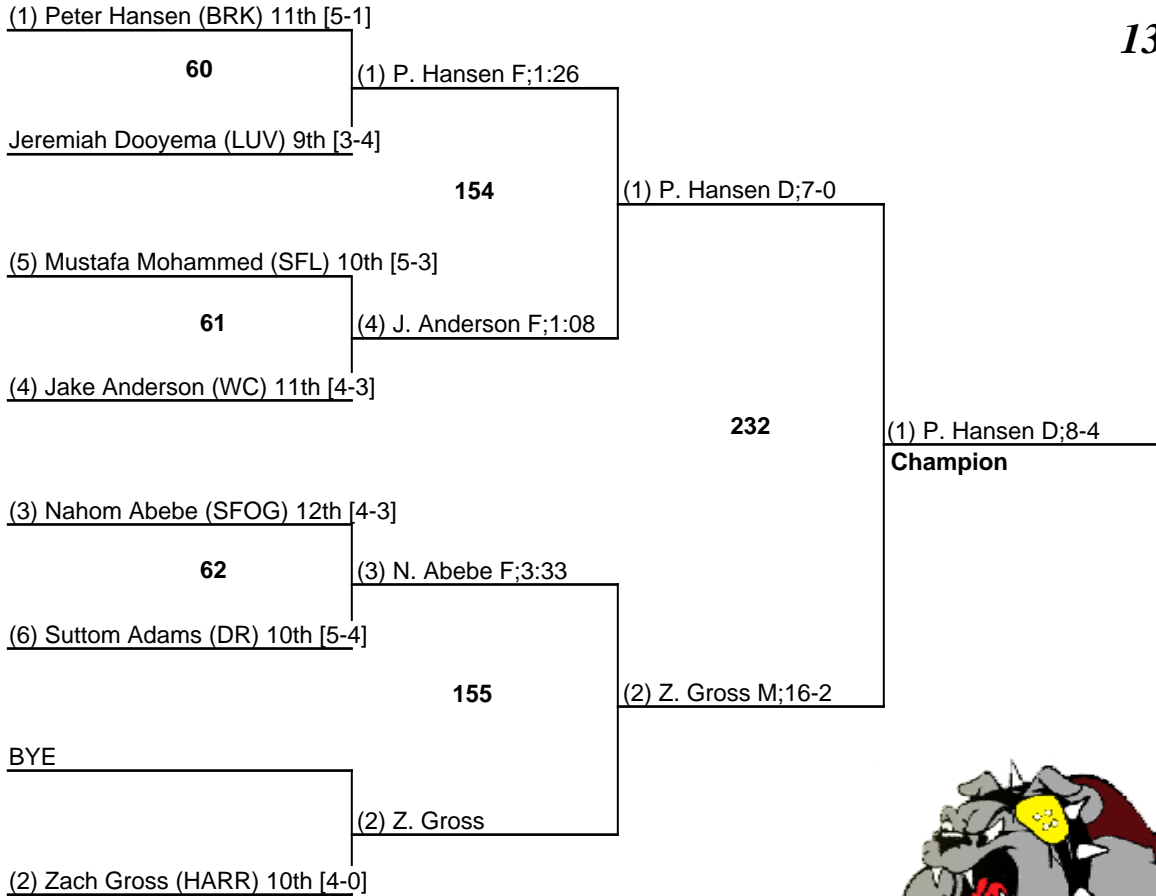 (1) Peter Hansen (BRK) 11th [5-1]
13
60
(1) P. Hansen F;1:26
Jeremiah Dooyema (LUV) 9th [3-4]
154
(1) P. Hansen D;7-0
(5) Mustafa Mohammed (SFL) 10th [5-3]
61
(4) J. Anderson F;1:08
(4) Jake Anderson (WC) 11th [4-3]
232
(1) P. Hansen D;8-4
Champion
(3) Nahom Abebe (SFOG) 12th [4-3]
62
(3) N. Abebe F;3:33
(6) Suttom Adams (DR) 10th [5-4]
155
(2) Z. Gross M;16-2
BYE
(2) Z. Gross
(2) Zach Gross (HARR) 10th [4-0]